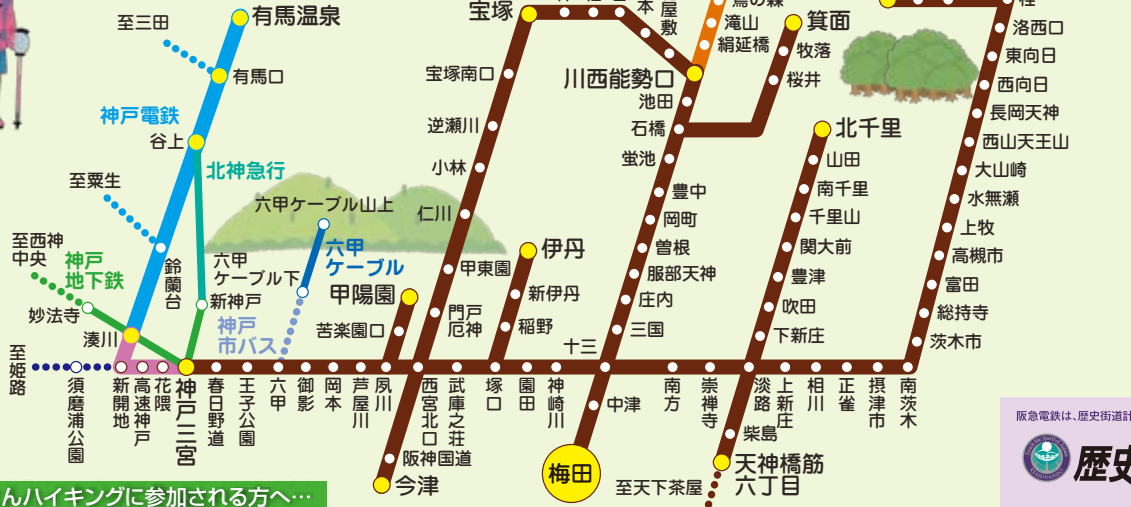 至三田
有馬温泉
有馬口
神戸電鉄
谷上
北神急行
至粟生
至西神
中央
神戸
地下鉄
妙法寺
鈴蘭台
湊川
六甲
ケーブル下
新神戸
六甲ケーブル山上
六甲
ケーブル
神戸
市バス
至姫路
須磨浦公園
新開地
高速神戸
花隈
神戸三宮
春日野道
王子公園
六甲
御影
岡本
芦屋川
夙川
西宮北口
武庫之荘
塚口
園田
神崎川
十三
南方
崇禅寺
淡路
上新庄
相川
正雀
摂津市
南茨木
甲陽園
苦楽園口
宝塚
宝塚南口
逆瀬川
小林
仁川
甲東園
門戸
厄神
阪神国道
今津
伊丹
新伊丹
稲野
本
屋敷
滝山
絹延橋
川西能勢口
池田
石橋
蛍池
豊中
岡町
曽根
服部天神
庄内
三国
中津
梅田
箕面
牧落
桜井
北千里
山田
南千里
千里山
関大前
豊津
吹田
下新庄
柴島
天神橋筋
六丁目
至天下茶屋
洛西口
東向日
西向日
長岡天神
西山天王山
大山崎
水無瀬
上牧
高槻市
富田
総持寺
茨木市
阪急電鉄は、歴史街道計
歴史
んハイキングに参加される方へ…